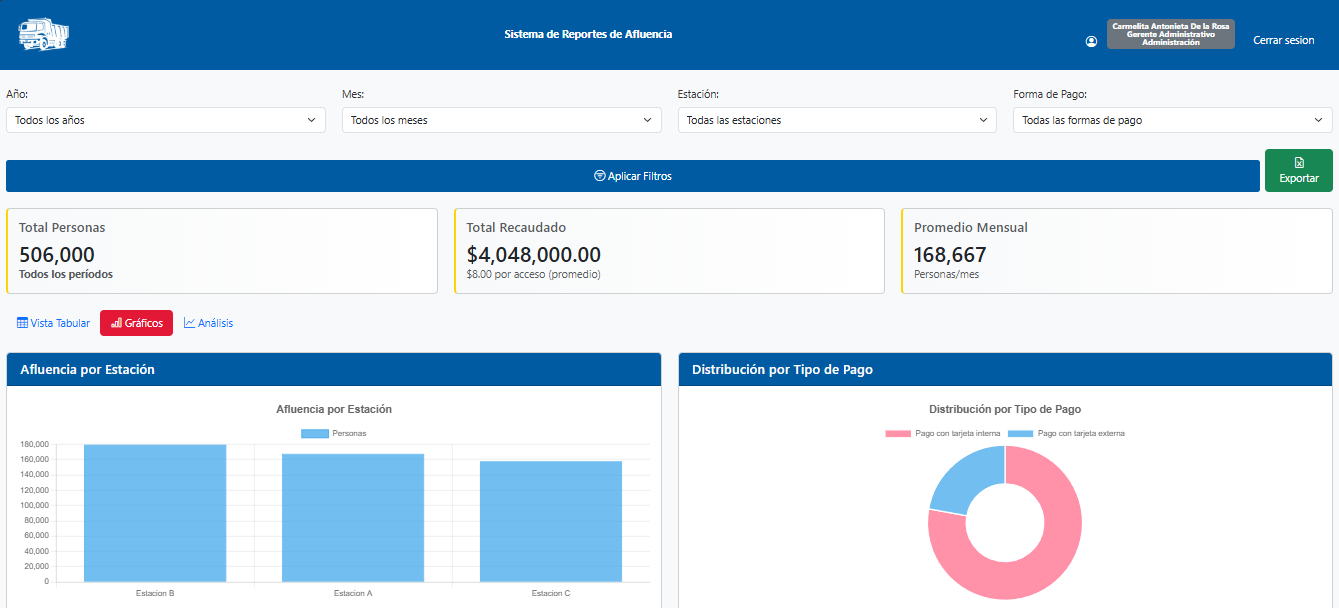 Sistema de Reportes de Afluencia
Carmelita Antonieta De la Rosa
Gerente Administrativo
Administración
Cerrar sesion
Año:
Mes:
Estación:
Forma de Pago:
Todos los años
Todos los meses
Todas las estaciones
Todas las formas de pago
Aplicar Filtros
Exportar
Total Personas
506,000
Todos los períodos
Total Recaudado
$4,048,000.00
$8.00 por acceso (promedio)
Promedio Mensual
168,667
Personas/mes
Vista Tabular
Gráficos
Análisis
Afluencia por Estación
Afluencia por Estación
Personas
180,000
160,000
140,000
120,000
100,000
80,000
60,000
40,000
20,000
0
Estacion B
Estacion A
Estacion C
Distribución por Tipo de Pago
Distribución por Tipo de Pago
Pago con tarjeta interna
Pago con tarjeta externa